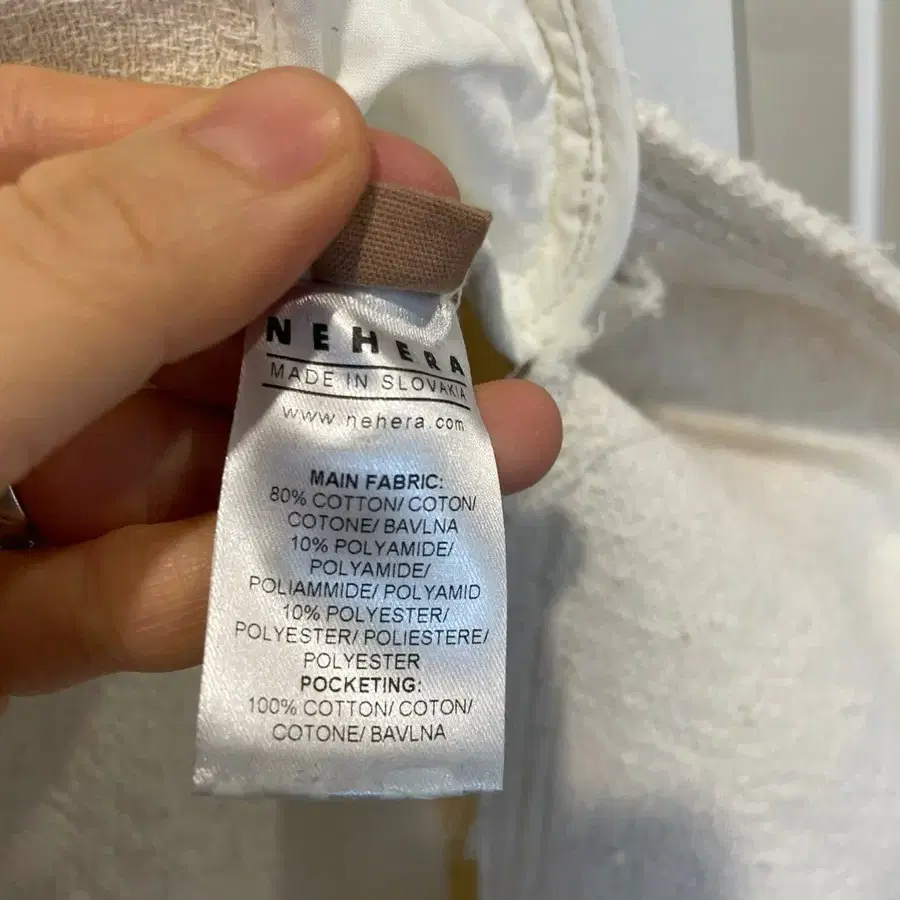 NEHERA
MADE IN SLOVAKIA
www nehera.com
MAIN FABRIC:
80% COTTON/ COTON/
COTONE/ BAVLNA
10% POLYAMIDE/
POLYAMIDE/
POLIAMMIDE/ POLYAMID
10% POLYESTER/
POLYESTER/ POLIESTERE/
POLYESTER
POCKETING:
100% COTTON/ COTON/
COTONE/ BAVLNA